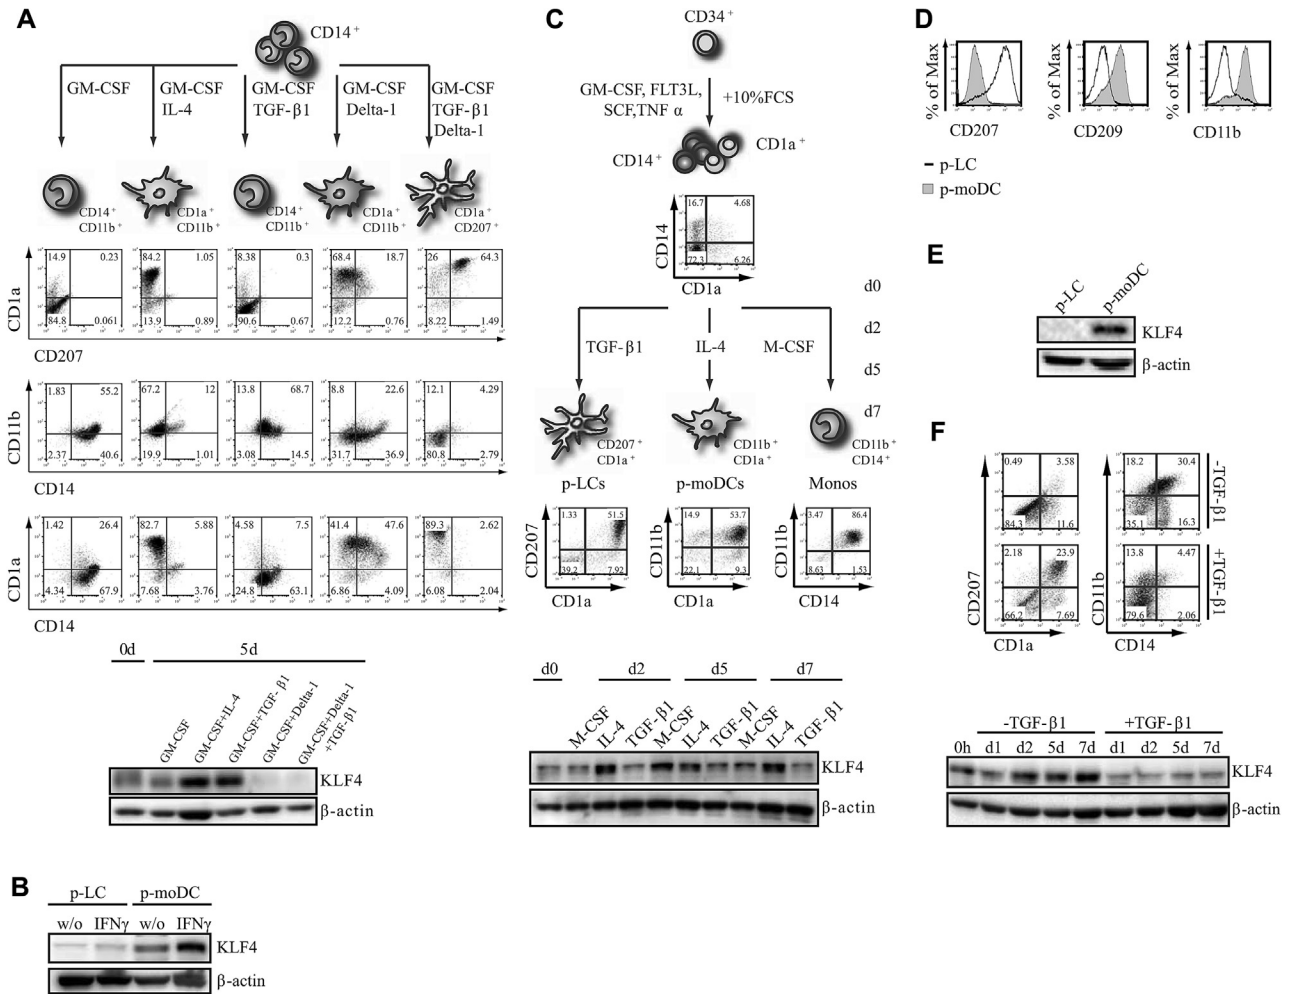 A
CD14+
GM-CSF
GM-CSF
IL-4
GM-CSF
TGF-β1
GM-CSF
Delta-1
GM-CSF
TGF-β1
Delta-1
CD14+
CD11b+
CD1a+
CD11b+
CD14+
CD11b+
CD1a+
CD11b+
CD1a+
CD207+
CD1a
14.9 0.23
84.8 0.061
84.2 1.05
13.9 0.89
8.38 0.3
90.6 0.67
68.4 18.7
12.2 0.76
26 64.3
8.22 1.49
CD207
CD11b
1.83 55.2
2.37 40.6
67.2 12
19.9 1.01
13.8 68.7
3.08 14.5
8.8 22.6
31.7 36.9
12.1 4.29
80.8 2.79
CD14
CD1a
1.42 26.4
4.34 67.9
82.7 5.88
7.68 3.76
4.58 7.5
24.8 63.1
41.4 47.6
6.86 4.09
89.3 2.62
6.08 2.04
CD14
0d 5d
GM-CSF
GM-CSF+IL-4
GM-CSF+TGF-β1
GM-CSF+Delta-1
GM-CSF+Delta-1
+TGF-β1
KLF4
β-actin
B
p-LC p-moDC
w/o IFNγ w/o IFNγ
KLF4
β-actin
C
CD34+
GM-CSF, FLT3L,
SCF,TNF α
+10%FCS
CD14+
CD1a+
CD14
16.7 4.68
72.3 6.26
CD1a
d0
d2
d5
d7
TGF-β1
IL-4
M-CSF
CD207+
CD1a+
CD11b+
CD1a+
CD11b+
CD14+
p-LCs
p-moDCs
Monos
CD207
1.33 51.5
39.2 7.92
CD1a
CD11b
14.9 53.7
22.1 9.3
CD1a
CD11b
3.47 86.4
8.63 1.53
CD14
d0 d2 d5 d7
M-CSF
IL-4
TGF-β1
M-CSF
IL-4
TGF-β1
M-CSF
IL-4
TGF-β1
KLF4
β-actin
D
% of Max
CD207
% of Max
CD209
% of Max
CD11b
p-LC
p-moDC
E
p-LC
p-moDC
KLF4
β-actin
F
0.49 3.58
84.3 11.6
18.2 30.4
35.1 16.3
-TGF-β1
2.18 23.9
66.2 7.69
13.8 4.47
79.6 2.06
+TGF-β1
CD207
CD1a
CD11b
CD14
-TGF-β1 +TGF-β1
0h d1 d2 5d 7d d1 d2 5d 7d
KLF4
β-actin